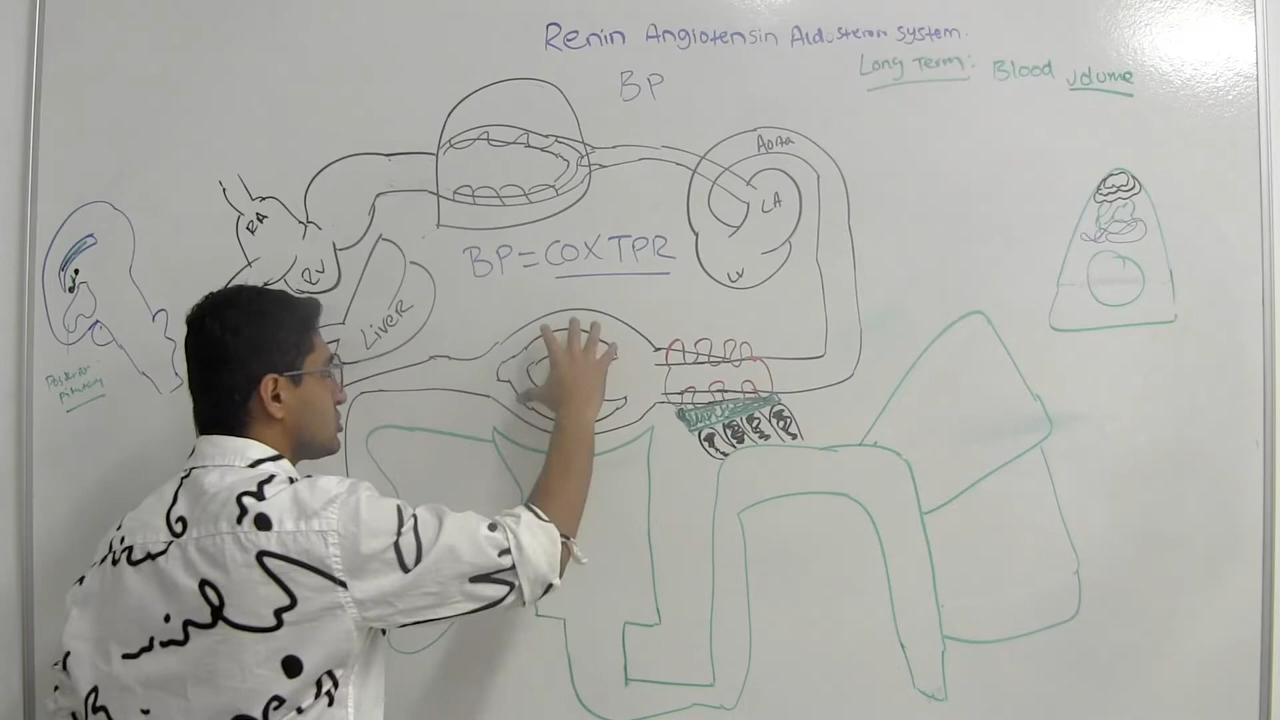 Renin Angiotensin Aldosteron System.
Long Term: Blood volume
BP
Aorta
LA
RA
BP = CO X TPR
RV
LV
Liver
Posterior
Pituitary